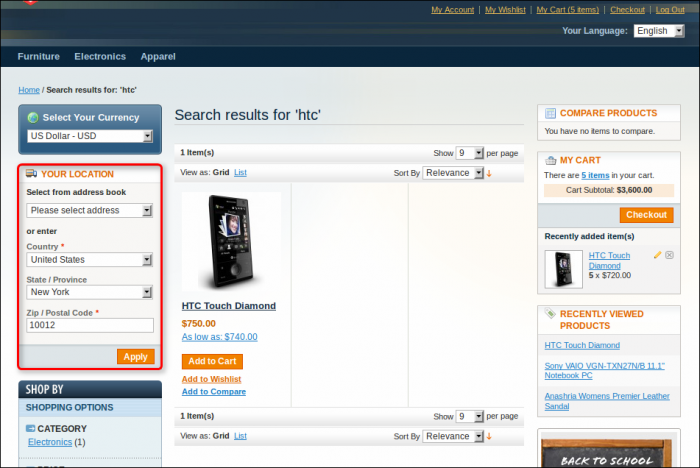 My Account | My Wishlist | My Cart (5 items) | Checkout | Log Out
Your Language: English
Furniture Electronics Apparel
Home / Search results for: 'htc'
Select Your Currency
US Dollar - USD
YOUR LOCATION
Select from address book
Please select address
or enter
Country *
United States
State / Province
New York
Zip / Postal Code *
10012
Apply
SHOP BY
SHOPPING OPTIONS
CATEGORY
Electronics (1)
Search results for 'htc'
1 Item(s)
Show 9 per page
View as: Grid List
Sort By Relevance
HTC Touch Diamond
$750.00
As low as: $740.00
Add to Cart
Add to Wishlist
Add to Compare
1 Item(s)
Show 9 per page
View as: Grid List
Sort By Relevance
COMPARE PRODUCTS
You have no items to compare.
MY CART
There are 5 items in your cart.
Cart Subtotal: $3,600.00
Checkout
Recently added item(s)
HTC Touch
Diamond
5 x $720.00
RECENTLY VIEWED
PRODUCTS
HTC Touch Diamond
Sony VAIO VGN-TXN27N/B 11.1"
Notebook PC
Anashria Womens Premier Leather
Sandal
BACK TO SCHOOL